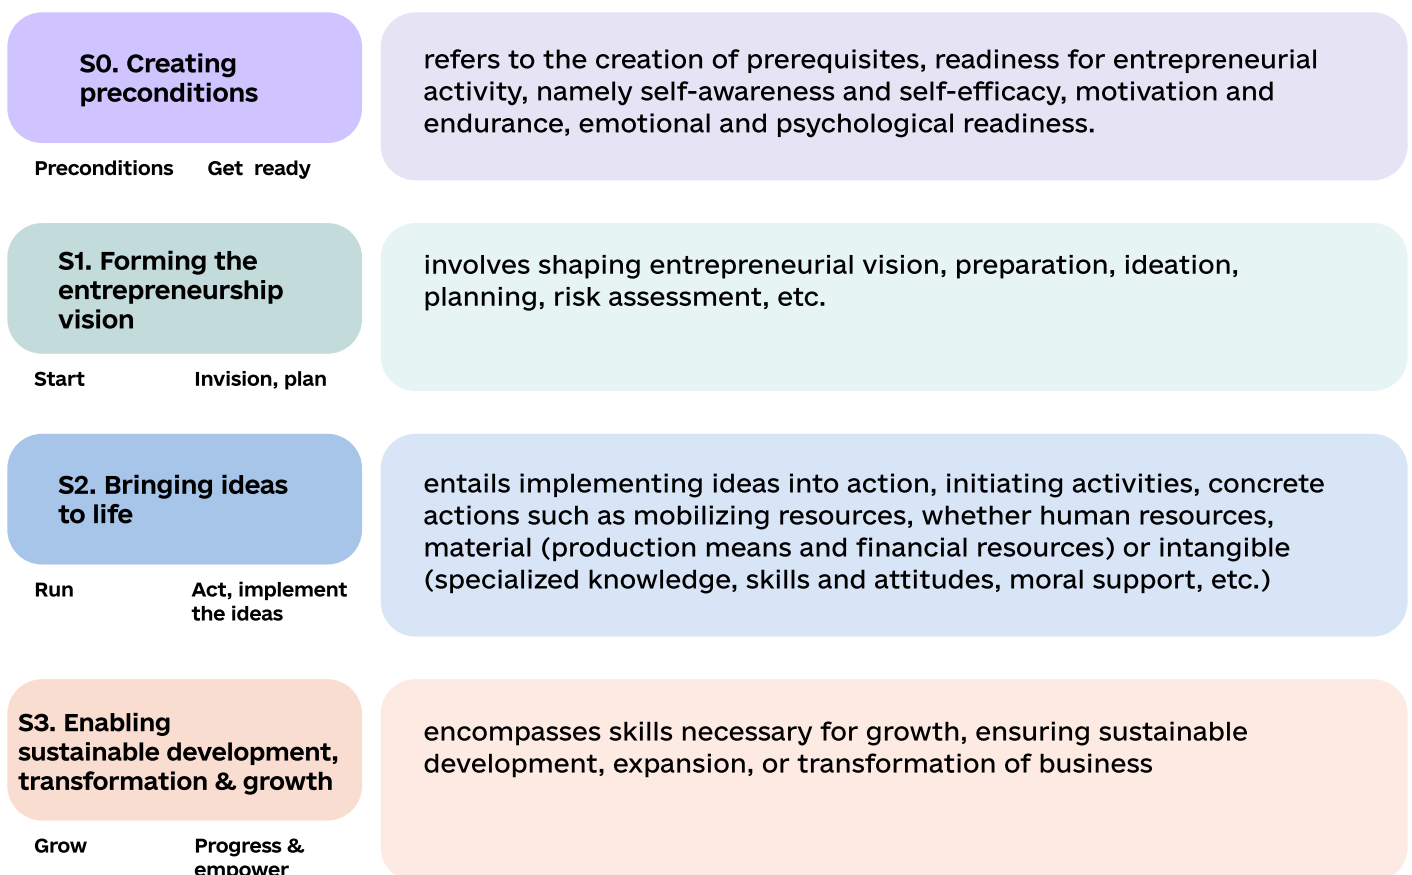 S0. Creating
preconditions
refers to the creation of prerequisites, readiness for entrepreneurial
activity, namely self-awareness and self-efficacy, motivation and
endurance, emotional and psychological readiness.
Preconditions Get ready
S1. Forming the
entrepreneurship
vision
involves shaping entrepreneurial vision, preparation, ideation,
planning, risk assessment, etc.
Start Invision, plan
S2. Bringing ideas
to life
entails implementing ideas into action, initiating activities, concrete
actions such as mobilizing resources, whether human resources,
material (production means and financial resources) or intangible
(specialized knowledge, skills and attitudes, moral support, etc.)
Run Act, implement
the ideas
S3. Enabling
sustainable development,
transformation & growth
encompasses skills necessary for growth, ensuring sustainable
development, expansion, or transformation of business
Grow Progress &
empower